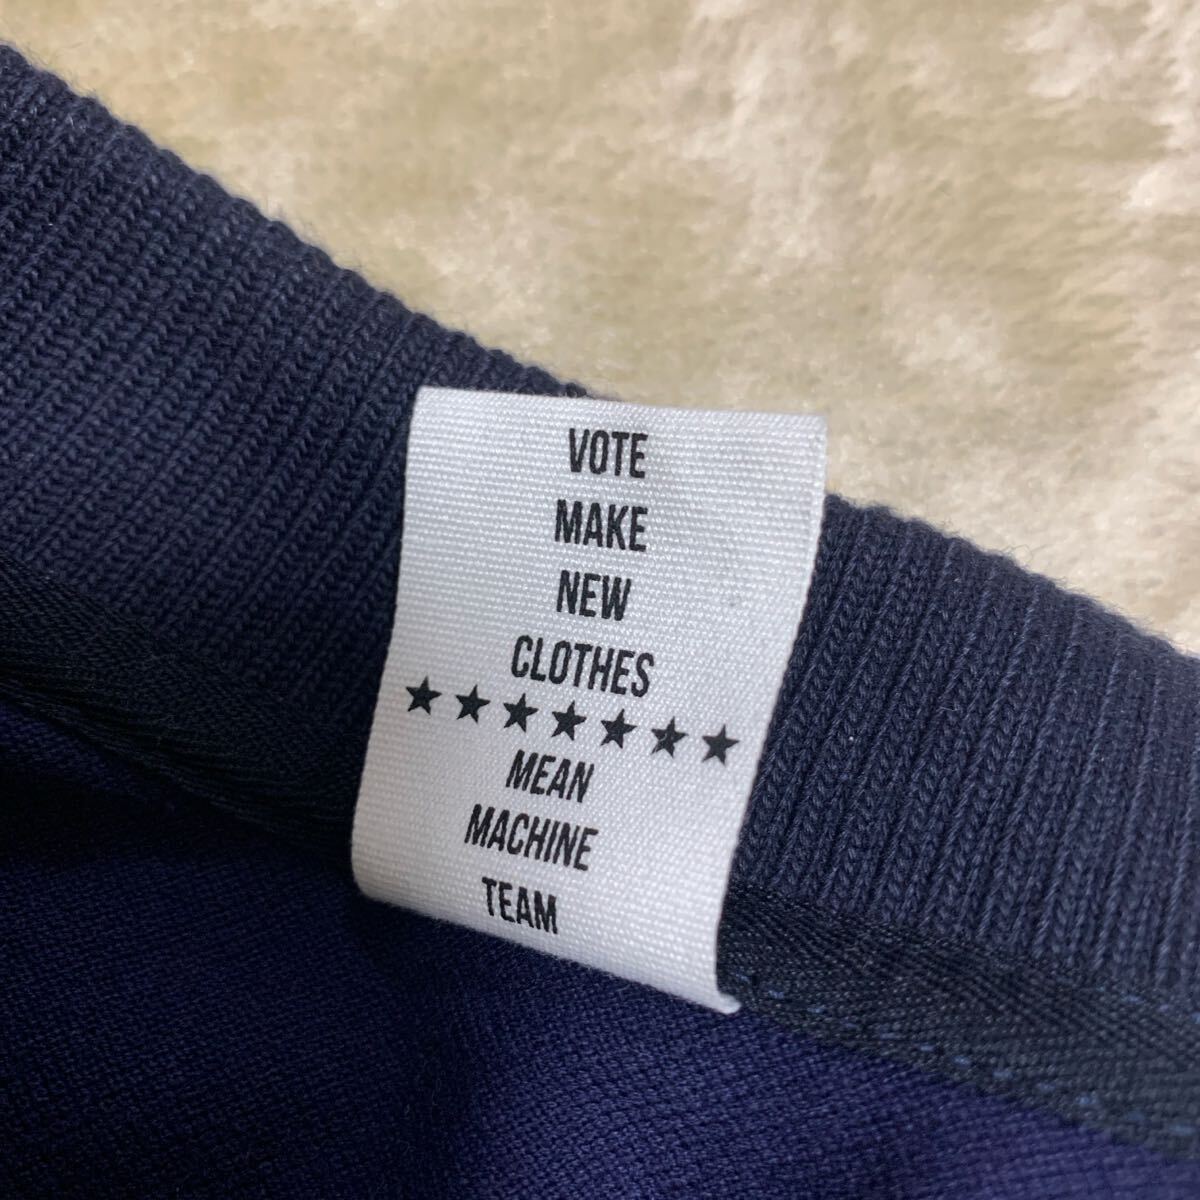 VOTE
MAKE
NEW
CLOTHES
★★★★★★★
MEAN
MACHINE
TEAM